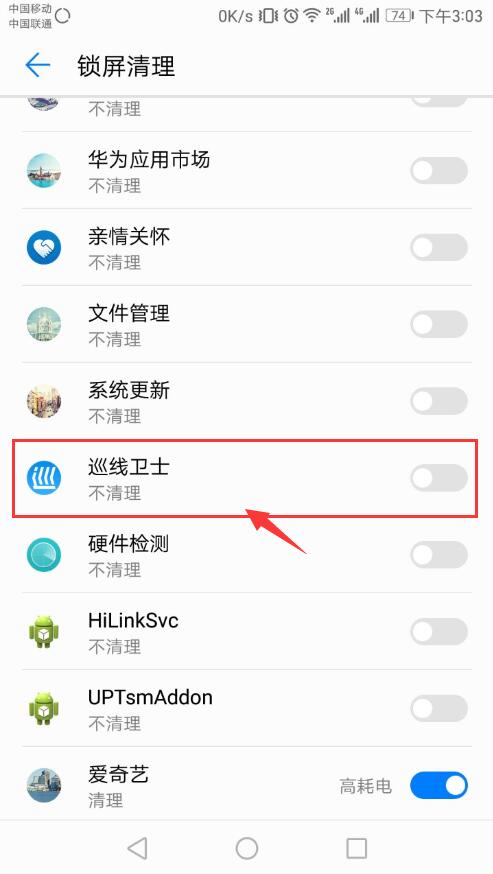 中国移动
中国联通
0K/s 2G 4G 74 下午3:03
锁屏清理
不清理
华为应用市场
不清理
亲情关怀
不清理
文件管理
不清理
系统更新
不清理
巡线卫士
不清理
硬件检测
不清理
HiLinkSvc
不清理
UPTsmAddon
不清理
爱奇艺
清理
高耗电